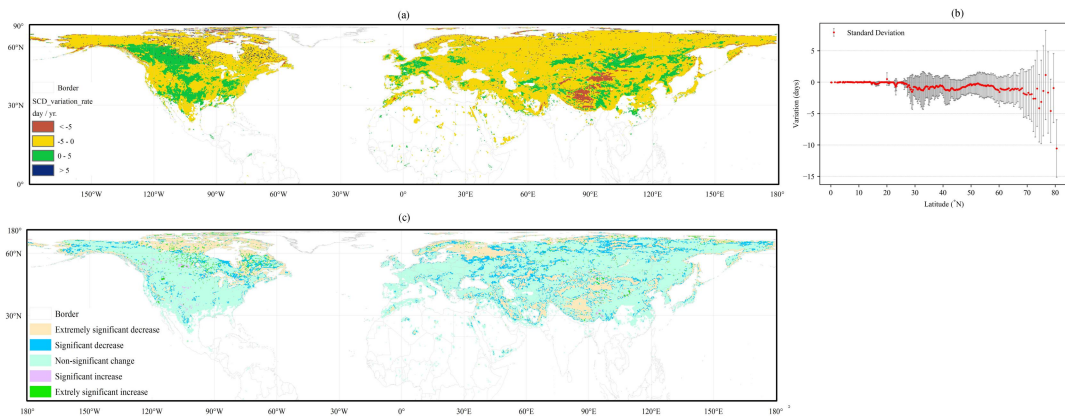 (a)
90°
60°N
30°N
0°
Border
SCD_variation_rate
day / yr.
< -5
-5 - 0
0 - 5
> 5
150°W 120°W 90°W 60°W 30°W 0° 30°E 60°E 90°E 120°E 150°E 180°
(b)
Standard Deviation
Variation (days)
5
0
−5
−10
−15
0 10 20 30 40 50 60 70 80
Latitude (°N)
(c)
180°
60°N
30°N
Border
Extremely significant decrease
Significant decrease
Non-significant change
Significant increase
Extrely significant increase
180° 150°W 120°W 90°W 60°W 30°W 0° 30°E 60°E 90°E 120°E 150°E 180°